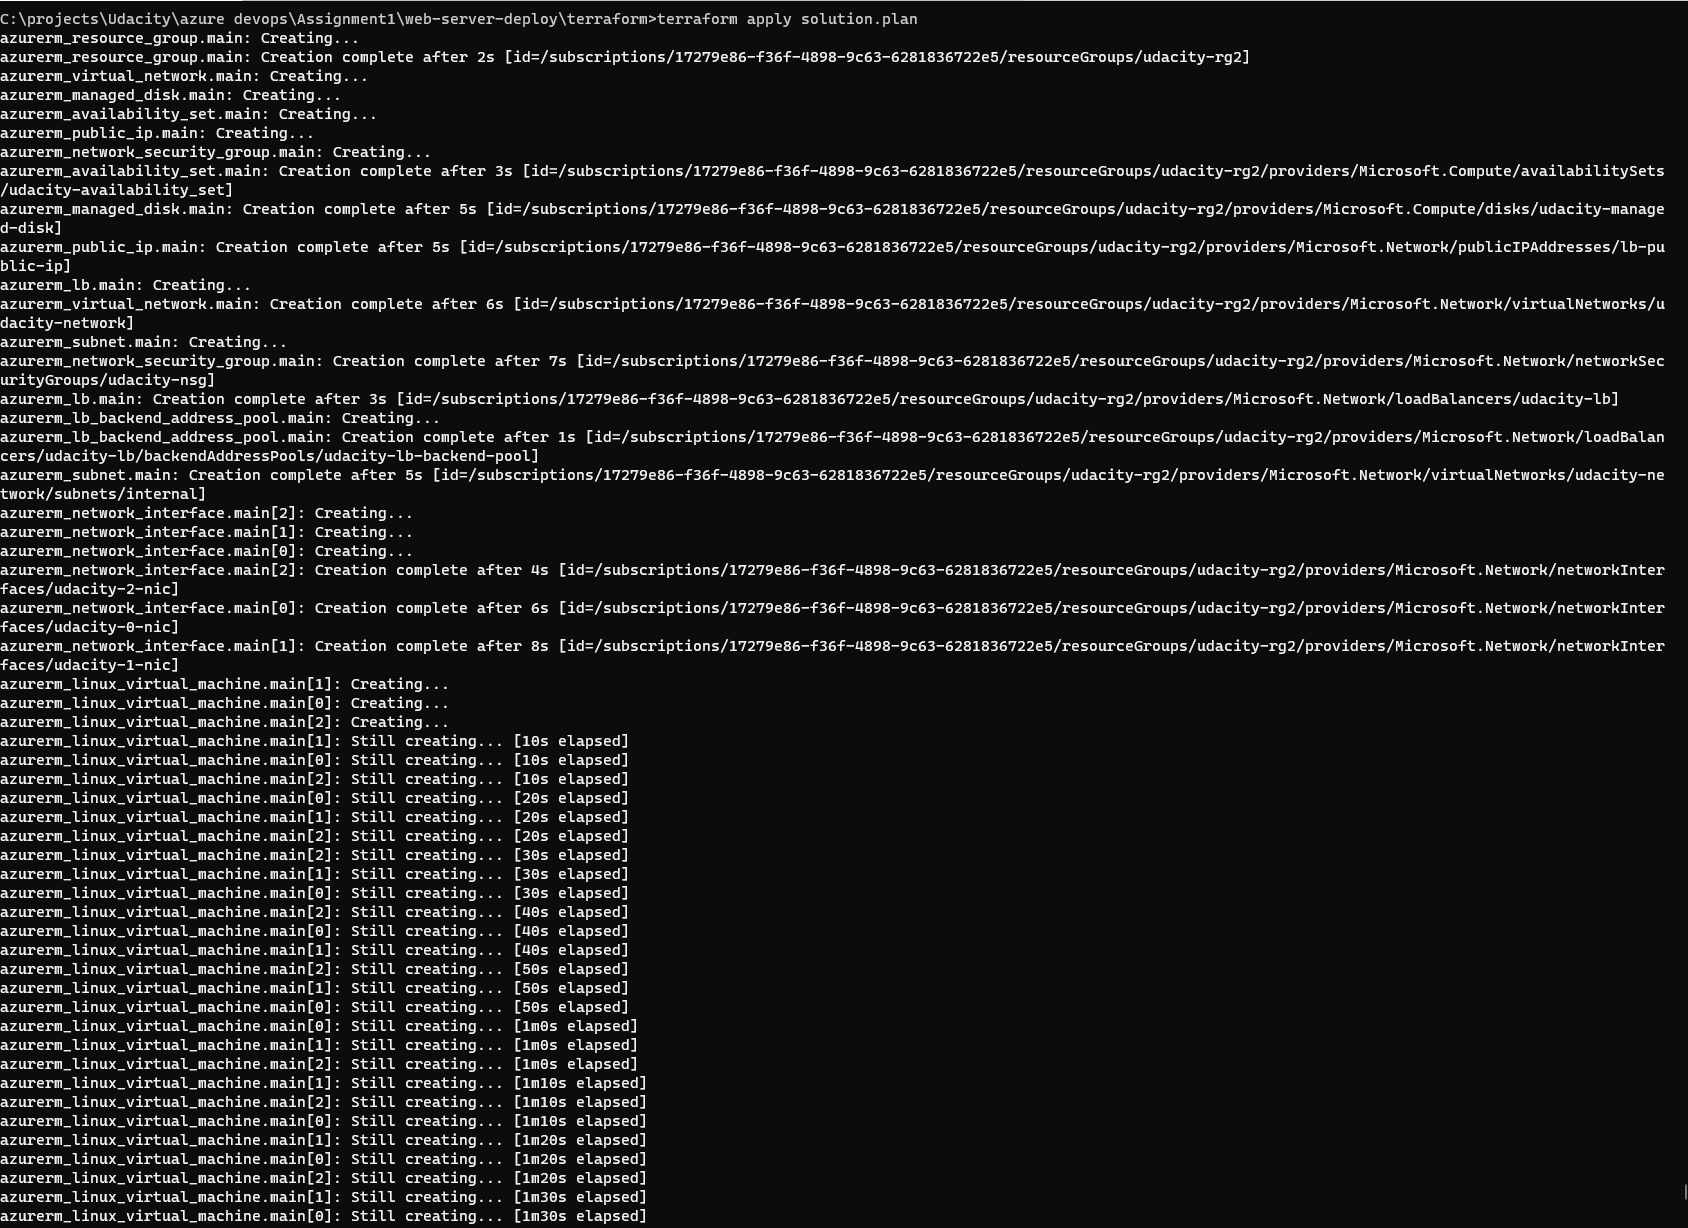 C:\projects\Udacity\azure devops\Assignment1\web-server-deploy\terraform>terraform apply solution.plan
azurerm_resource_group.main: Creating...
azurerm_resource_group.main: Creation complete after 2s [id=/subscriptions/17279e86-f36f-4898-9c63-6281836722e5/resourceGroups/udacity-rg2]
azurerm_virtual_network.main: Creating...
azurerm_managed_disk.main: Creating...
azurerm_availability_set.main: Creating...
azurerm_public_ip.main: Creating...
azurerm_network_security_group.main: Creating...
azurerm_availability_set.main: Creation complete after 3s [id=/subscriptions/17279e86-f36f-4898-9c63-6281836722e5/resourceGroups/udacity-rg2/providers/Microsoft.Compute/availabilitySets
/udacity-availability_set]
azurerm_managed_disk.main: Creation complete after 5s [id=/subscriptions/17279e86-f36f-4898-9c63-6281836722e5/resourceGroups/udacity-rg2/providers/Microsoft.Compute/disks/udacity-manage
d-disk]
azurerm_public_ip.main: Creation complete after 5s [id=/subscriptions/17279e86-f36f-4898-9c63-6281836722e5/resourceGroups/udacity-rg2/providers/Microsoft.Network/publicIPAddresses/lb-pu
blic-ip]
azurerm_lb.main: Creating...
azurerm_virtual_network.main: Creation complete after 6s [id=/subscriptions/17279e86-f36f-4898-9c63-6281836722e5/resourceGroups/udacity-rg2/providers/Microsoft.Network/virtualNetworks/u
dacity-network]
azurerm_subnet.main: Creating...
azurerm_network_security_group.main: Creation complete after 7s [id=/subscriptions/17279e86-f36f-4898-9c63-6281836722e5/resourceGroups/udacity-rg2/providers/Microsoft.Network/networkSec
urityGroups/udacity-nsg]
azurerm_lb.main: Creation complete after 3s [id=/subscriptions/17279e86-f36f-4898-9c63-6281836722e5/resourceGroups/udacity-rg2/providers/Microsoft.Network/loadBalancers/udacity-lb]
azurerm_lb_backend_address_pool.main: Creating...
azurerm_lb_backend_address_pool.main: Creation complete after 1s [id=/subscriptions/17279e86-f36f-4898-9c63-6281836722e5/resourceGroups/udacity-rg2/providers/Microsoft.Network/loadBalan
cers/udacity-lb/backendAddressPools/udacity-lb-backend-pool]
azurerm_subnet.main: Creation complete after 5s [id=/subscriptions/17279e86-f36f-4898-9c63-6281836722e5/resourceGroups/udacity-rg2/providers/Microsoft.Network/virtualNetworks/udacity-ne
twork/subnets/internal]
azurerm_network_interface.main[2]: Creating...
azurerm_network_interface.main[1]: Creating...
azurerm_network_interface.main[0]: Creating...
azurerm_network_interface.main[2]: Creation complete after 4s [id=/subscriptions/17279e86-f36f-4898-9c63-6281836722e5/resourceGroups/udacity-rg2/providers/Microsoft.Network/networkInter
faces/udacity-2-nic]
azurerm_network_interface.main[0]: Creation complete after 6s [id=/subscriptions/17279e86-f36f-4898-9c63-6281836722e5/resourceGroups/udacity-rg2/providers/Microsoft.Network/networkInter
faces/udacity-0-nic]
azurerm_network_interface.main[1]: Creation complete after 8s [id=/subscriptions/17279e86-f36f-4898-9c63-6281836722e5/resourceGroups/udacity-rg2/providers/Microsoft.Network/networkInter
faces/udacity-1-nic]
azurerm_linux_virtual_machine.main[1]: Creating...
azurerm_linux_virtual_machine.main[0]: Creating...
azurerm_linux_virtual_machine.main[2]: Creating...
azurerm_linux_virtual_machine.main[1]: Still creating... [10s elapsed]
azurerm_linux_virtual_machine.main[0]: Still creating... [10s elapsed]
azurerm_linux_virtual_machine.main[2]: Still creating... [10s elapsed]
azurerm_linux_virtual_machine.main[0]: Still creating... [20s elapsed]
azurerm_linux_virtual_machine.main[1]: Still creating... [20s elapsed]
azurerm_linux_virtual_machine.main[2]: Still creating... [20s elapsed]
azurerm_linux_virtual_machine.main[2]: Still creating... [30s elapsed]
azurerm_linux_virtual_machine.main[1]: Still creating... [30s elapsed]
azurerm_linux_virtual_machine.main[0]: Still creating... [30s elapsed]
azurerm_linux_virtual_machine.main[2]: Still creating... [40s elapsed]
azurerm_linux_virtual_machine.main[0]: Still creating... [40s elapsed]
azurerm_linux_virtual_machine.main[1]: Still creating... [40s elapsed]
azurerm_linux_virtual_machine.main[2]: Still creating... [50s elapsed]
azurerm_linux_virtual_machine.main[1]: Still creating... [50s elapsed]
azurerm_linux_virtual_machine.main[0]: Still creating... [50s elapsed]
azurerm_linux_virtual_machine.main[0]: Still creating... [1m0s elapsed]
azurerm_linux_virtual_machine.main[1]: Still creating... [1m0s elapsed]
azurerm_linux_virtual_machine.main[2]: Still creating... [1m0s elapsed]
azurerm_linux_virtual_machine.main[1]: Still creating... [1m10s elapsed]
azurerm_linux_virtual_machine.main[2]: Still creating... [1m10s elapsed]
azurerm_linux_virtual_machine.main[0]: Still creating... [1m10s elapsed]
azurerm_linux_virtual_machine.main[1]: Still creating... [1m20s elapsed]
azurerm_linux_virtual_machine.main[0]: Still creating... [1m20s elapsed]
azurerm_linux_virtual_machine.main[2]: Still creating... [1m20s elapsed]
azurerm_linux_virtual_machine.main[1]: Still creating... [1m30s elapsed]
azurerm_linux_virtual_machine.main[0]: Still creating... [1m30s elapsed]